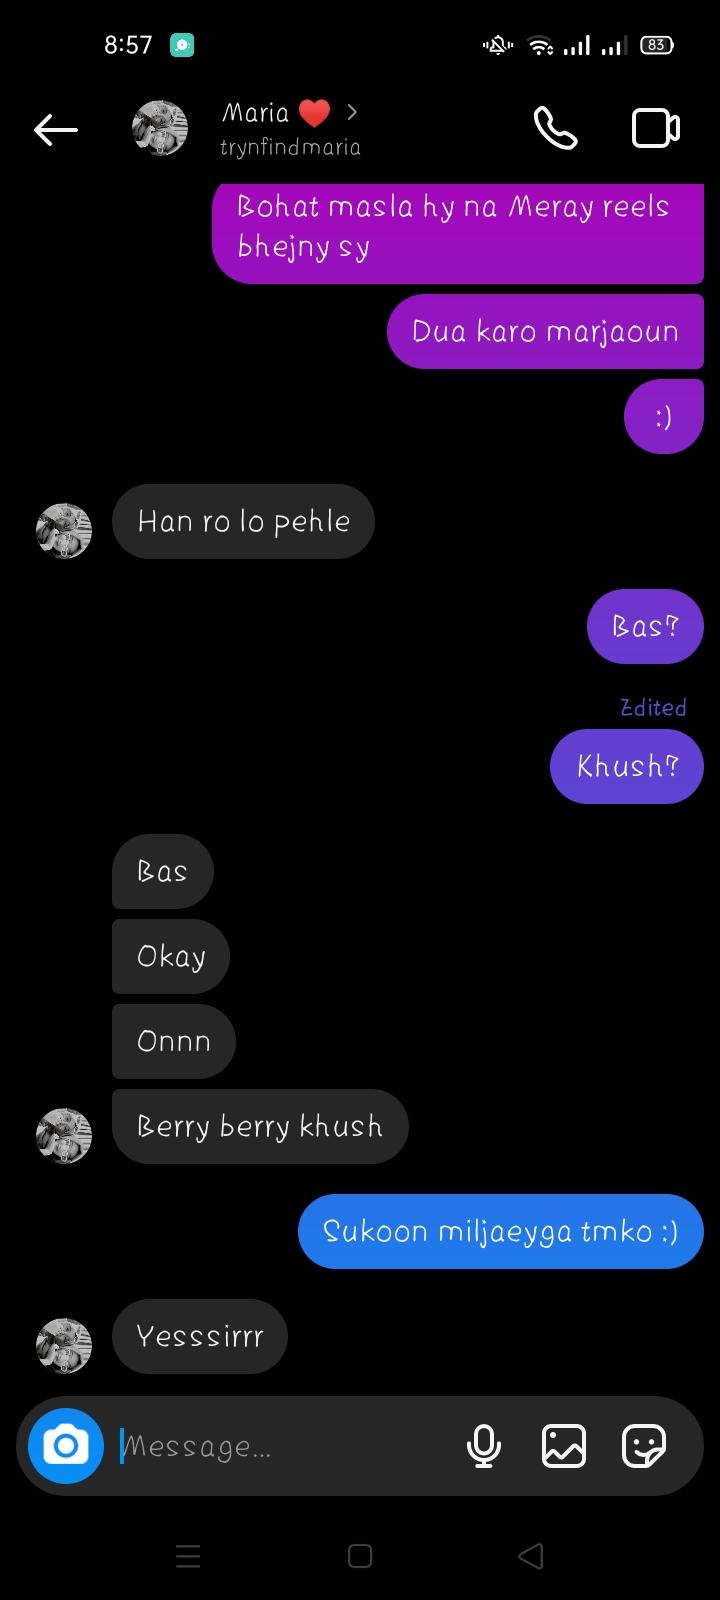 8:57
83
Maria ❤️ >
trynfindmaria
Bohat masla hy na Meray reels
bhejny sy
Dua karo marjaoun
:)
Han ro lo pehle
Bas?
Edited
Khush?
Bas
Okay
Onnn
Berry berry khush
Sukoon miljaeyga tmko :)
Yesssirrr
Message...